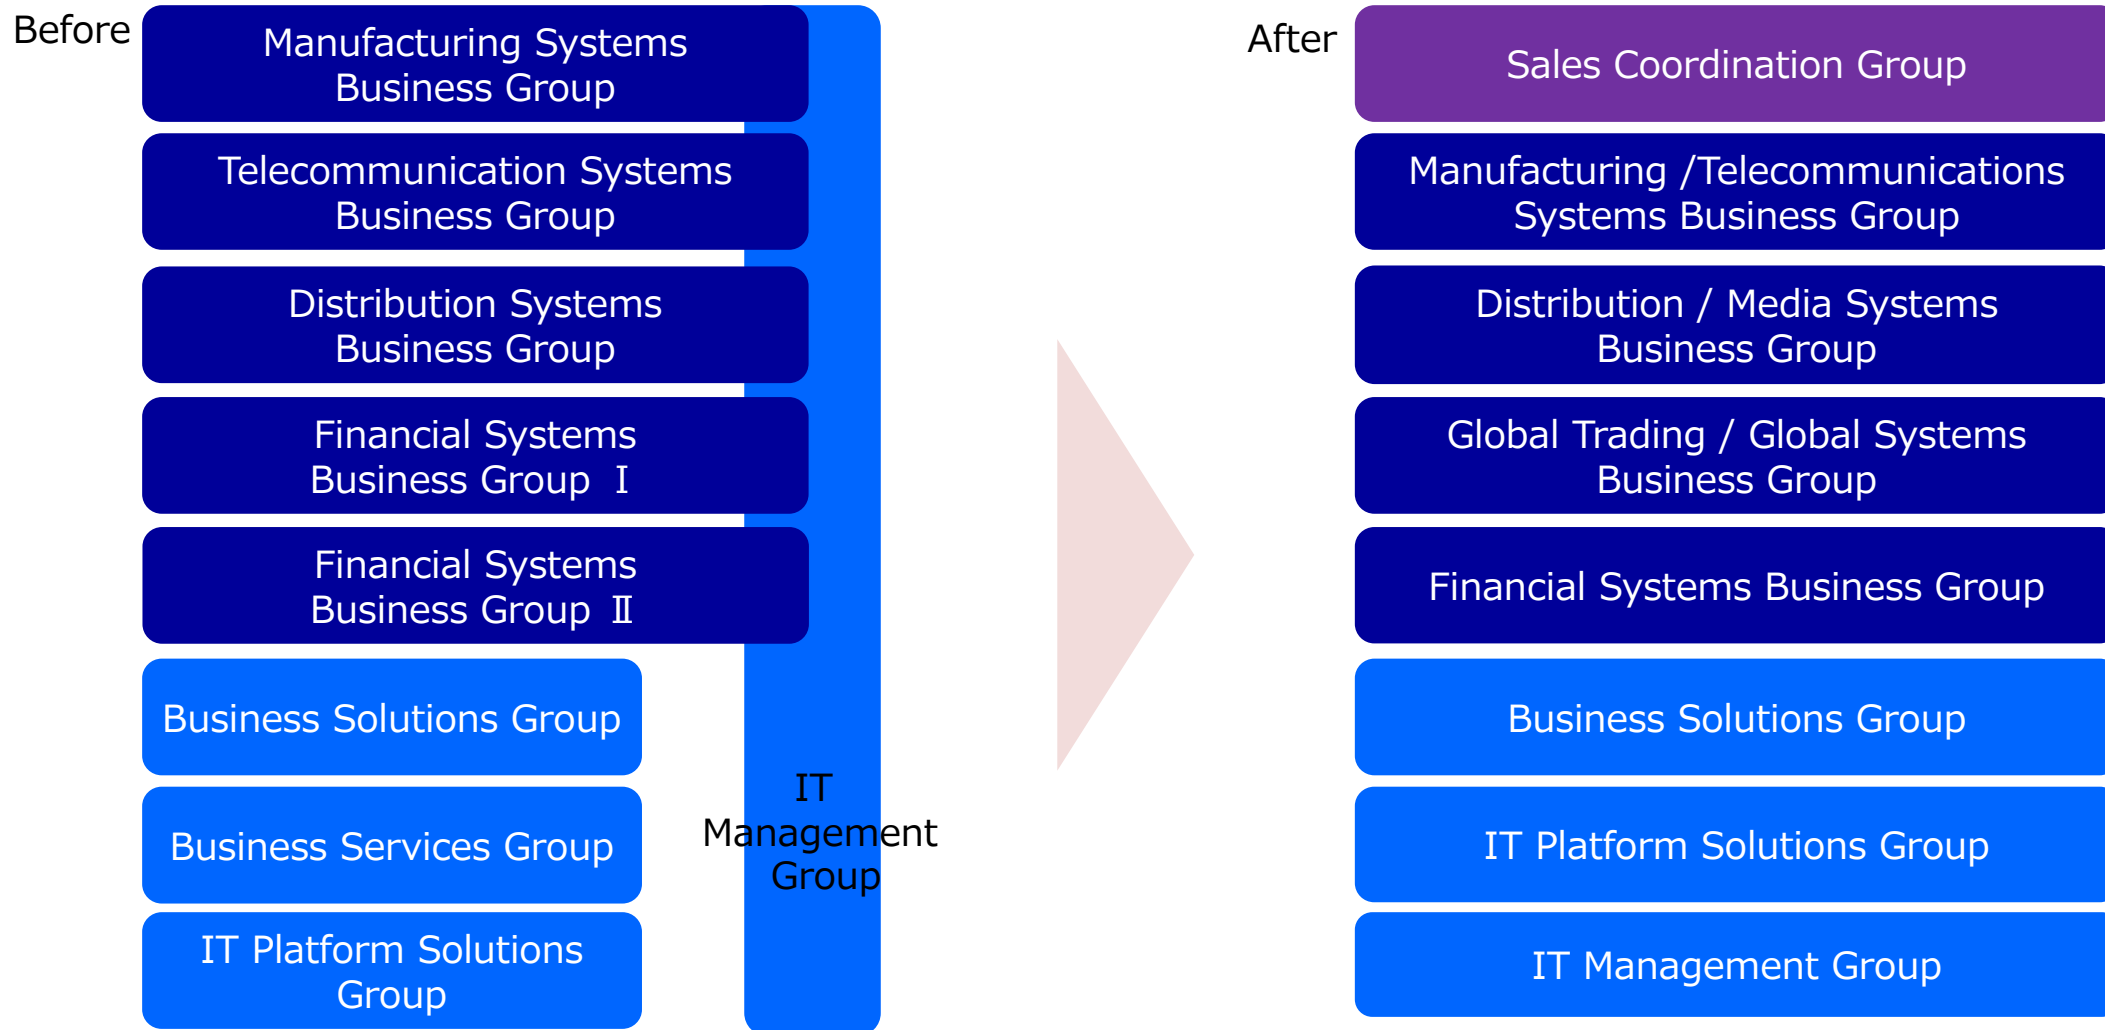 Before
Manufacturing Systems
Business Group
Telecommunication Systems
Business Group
Distribution Systems
Business Group
Financial Systems
Business Group Ⅰ
Financial Systems
Business Group Ⅱ
Business Solutions Group
Business Services Group
IT Platform Solutions
Group
IT
Management
Group
After
Sales Coordination Group
Manufacturing /Telecommunications
Systems Business Group
Distribution / Media Systems
Business Group
Global Trading / Global Systems
Business Group
Financial Systems Business Group
Business Solutions Group
IT Platform Solutions Group
IT Management Group